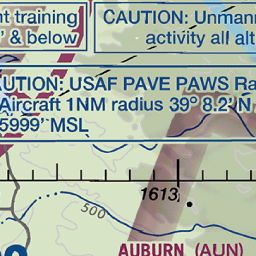 nt training
' & below
CAUTION: Unmann
activity all alt
AUTION: USAF PAVE PAWS Ra
Aircraft 1NM radius 39° 8.2' N
5999' MSL
1613
500
AUBURN (AUN)